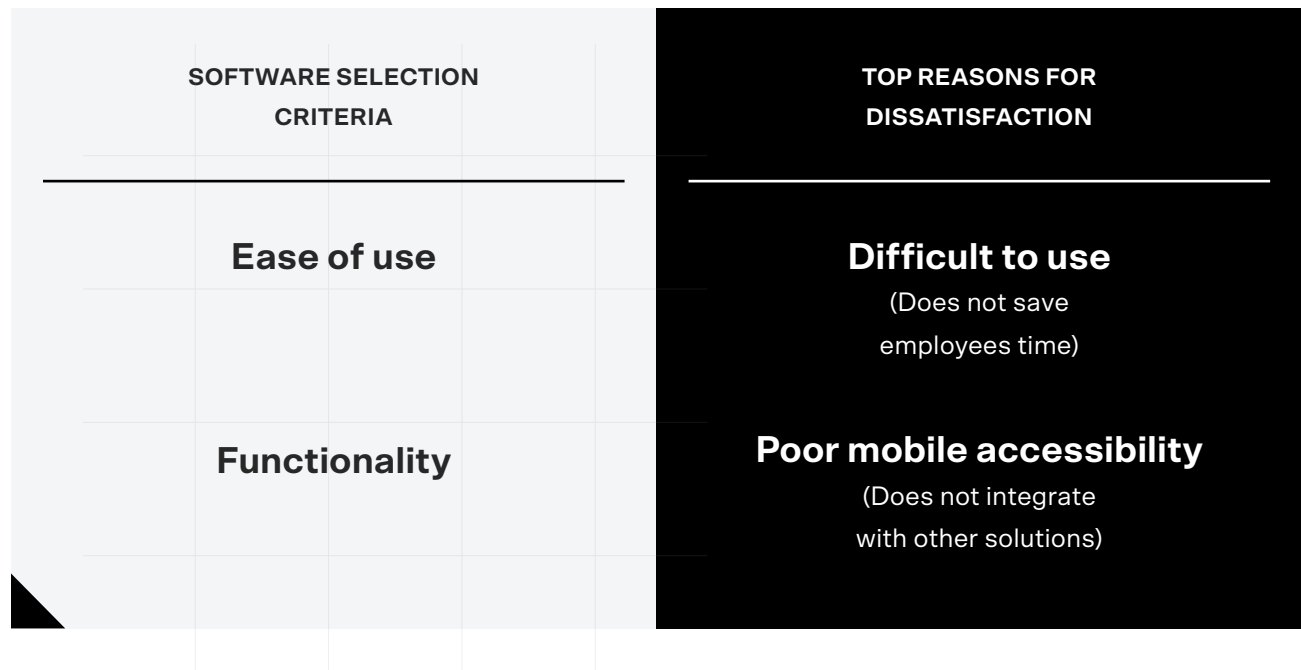 SOFTWARE SELECTION
CRITERIA
Ease of use
Functionality
TOP REASONS FOR
DISSATISFACTION
Difficult to use
(Does not save
employees time)
Poor mobile accessibility
(Does not integrate
with other solutions)